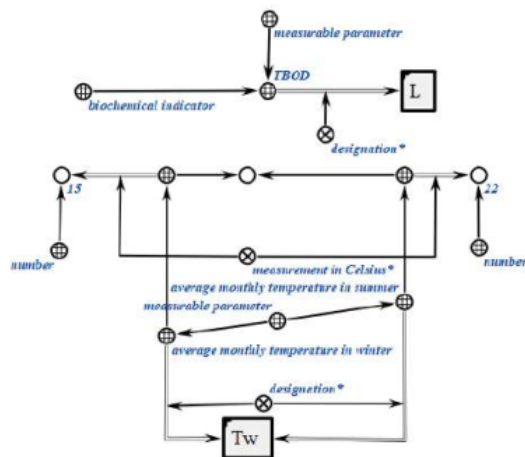 measurable parameter
TBOD
L
biochemical indicator
designation*
15
22
number
measurement in Celsius*
number
average monthly temperature in summer
measurable parameter
average monthly temperature in winter
designetion*
Tw